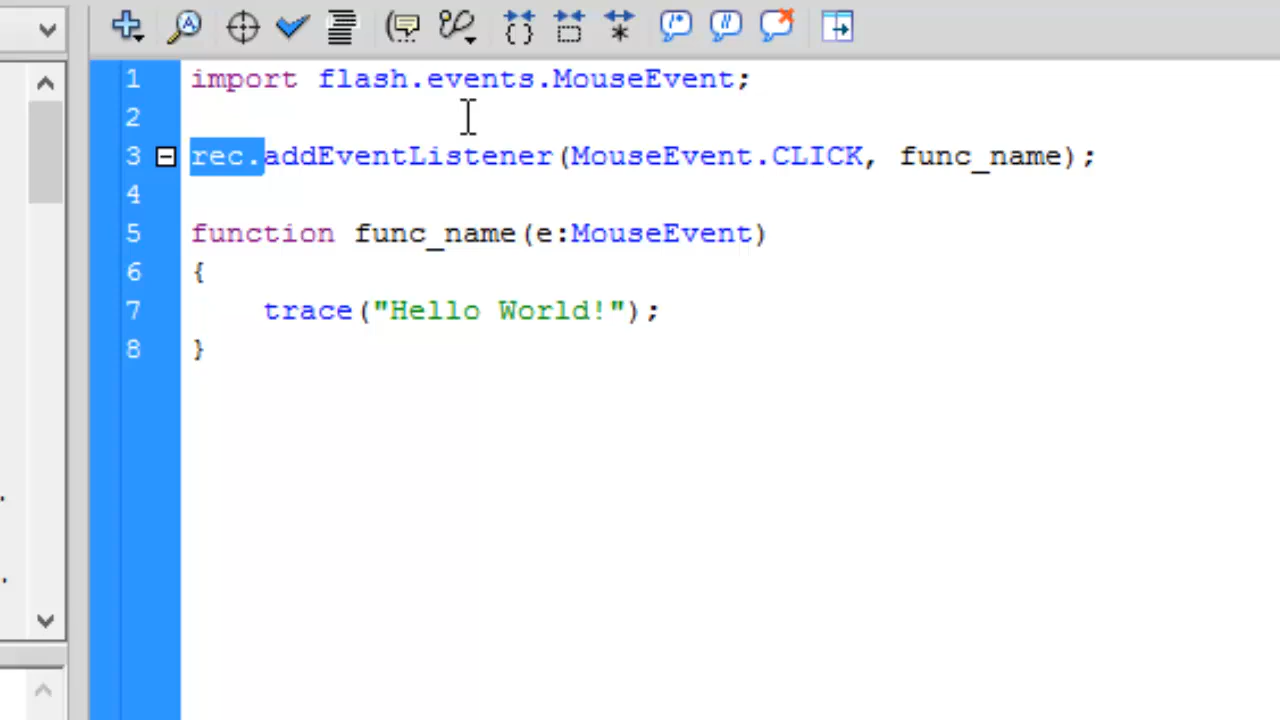 1 import flash.events.MouseEvent;
2
3 rec.addEventListener(MouseEvent.CLICK, func_name);
4
5 function func_name(e:MouseEvent)
6 {
7 trace("Hello World!");
8 }